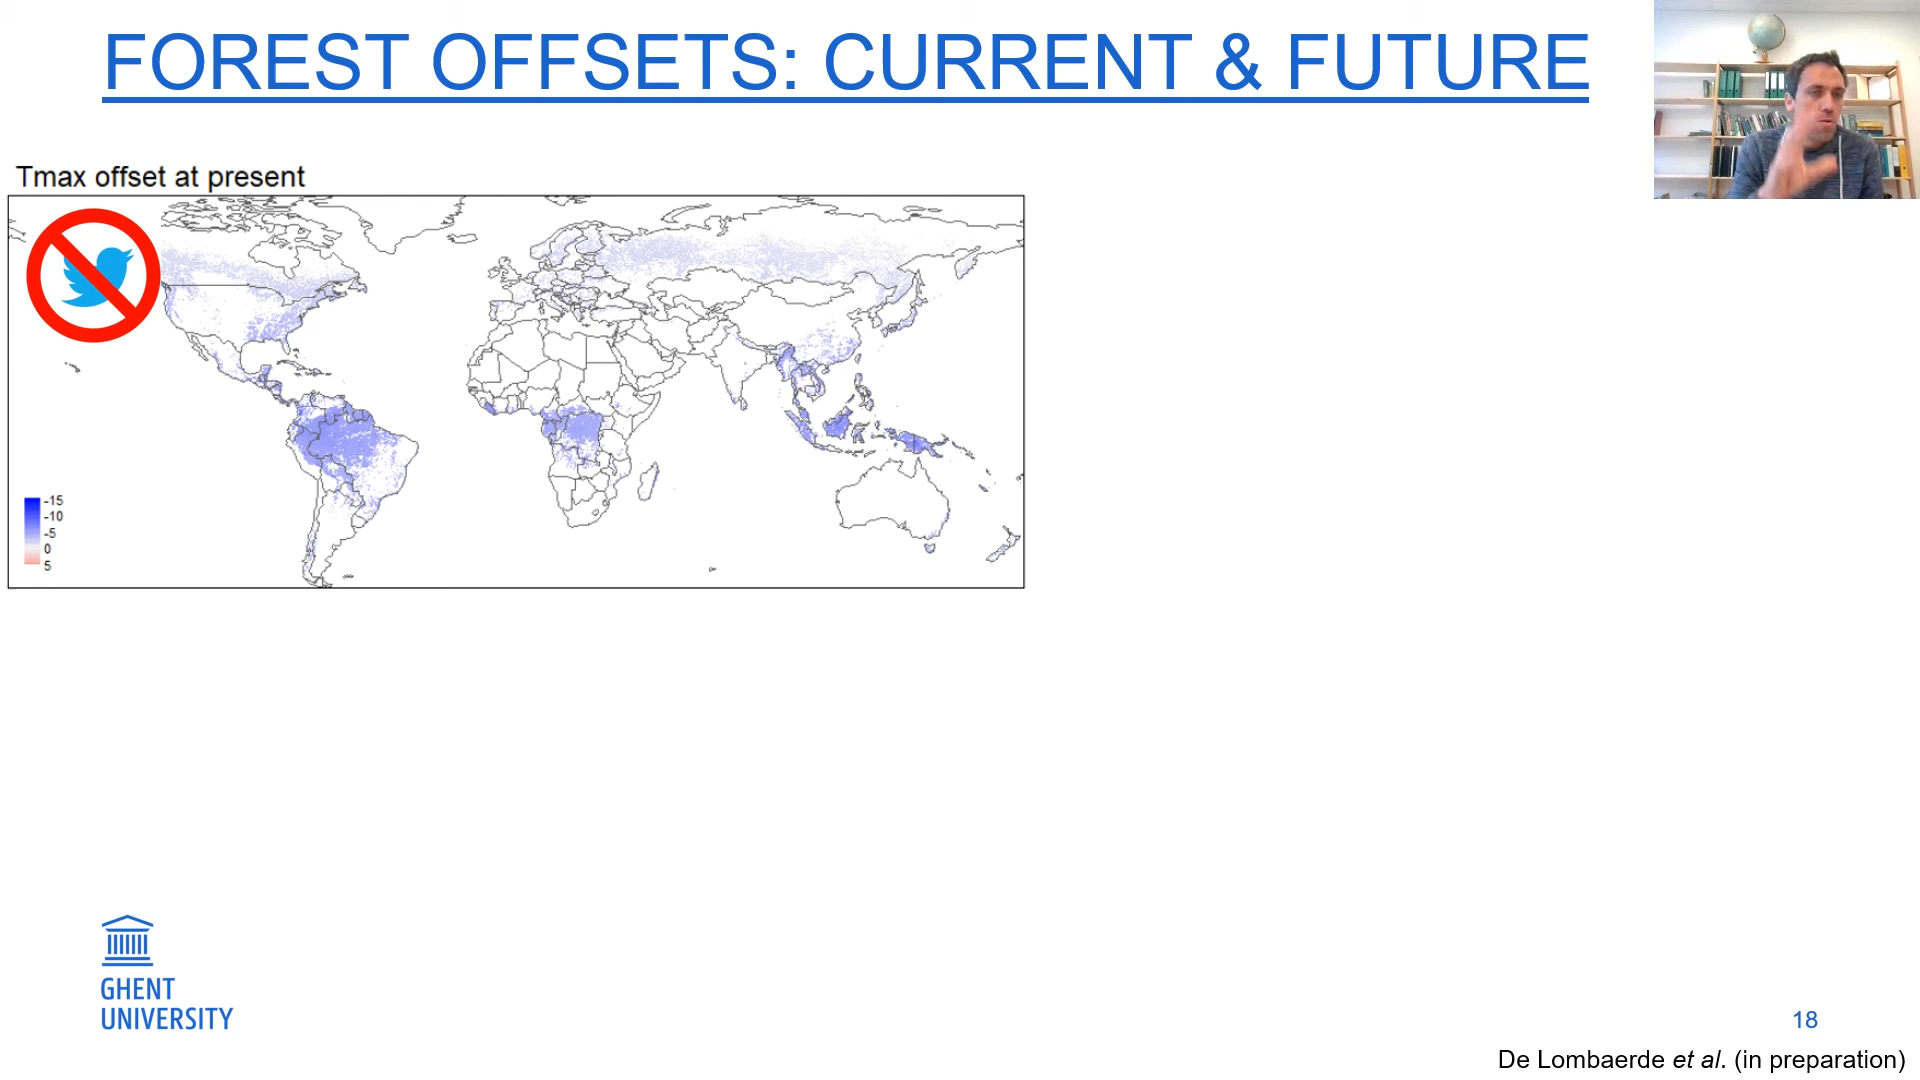 FOREST OFFSETS: CURRENT & FUTURE
Tmax offset at present
-15
-10
-5
0
5
GHENT
UNIVERSITY
18
De Lombaerde et al. (in preparation)